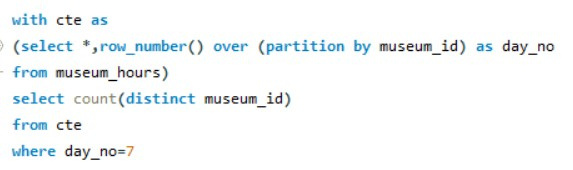 with cte as
(select *,row_number() over (partition by museum_id) as day_no
from museum_hours)
select count(distinct museum_id)
from cte
where day_no=7